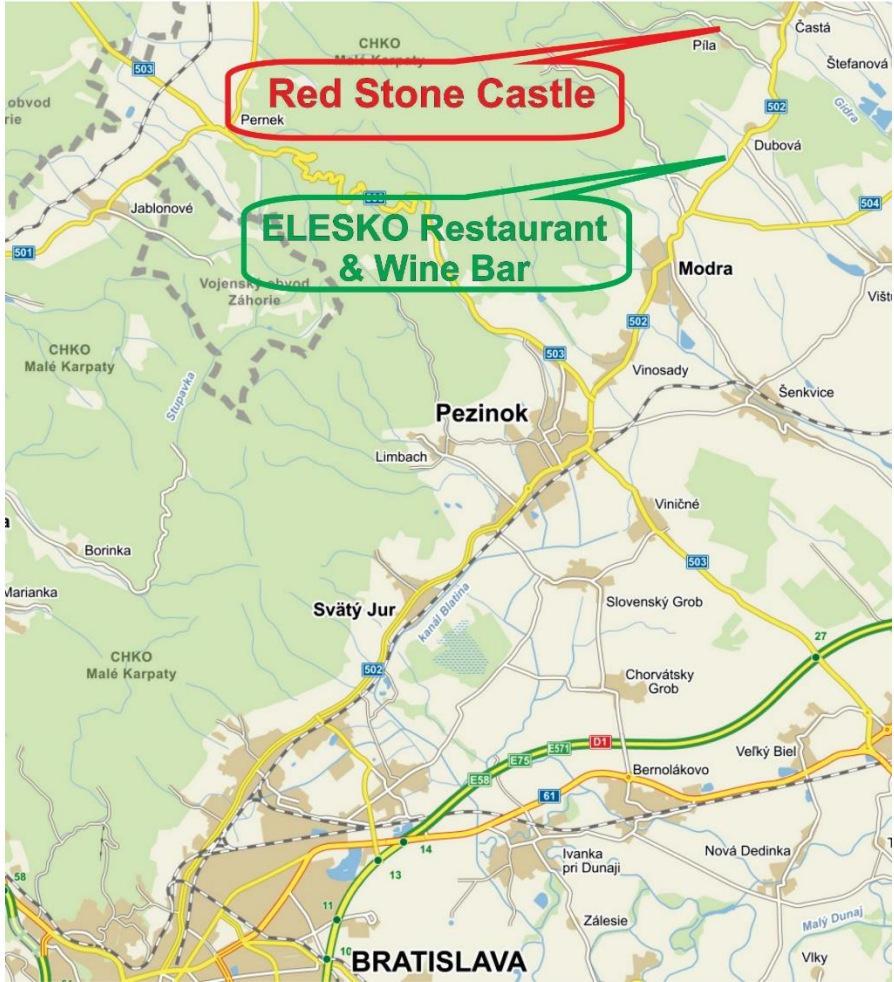 CHKO
Malé Karpaty
503
Píla
Častá
Štefanová
Red Stone Castle
502
Gidra
obvod
orie
Pernek
Dubová
Jablonové
ELESKO Restaurant
& Wine Bar
504
501
Modra
Vojenský obvod
Záhorie
Višt
CHKO
Malé Karpaty
Stupavka
502
503
Vinosady
Šenkvice
Pezinok
Limbach
Viničné
a
Borinka
503
Marianka
Svätý Jur
kanál Blatina
Slovenský Grob
27
CHKO
Malé Karpaty
502
Chorvátsky
Grob
E571
D1
E75
Veľký Biel
E58
Bernolákovo
61
14
13
Ivanka
pri Dunaji
Nová Dedinka
58
11
Zálesie
Malý Dunaj
10
BRATISLAVA
Vlky